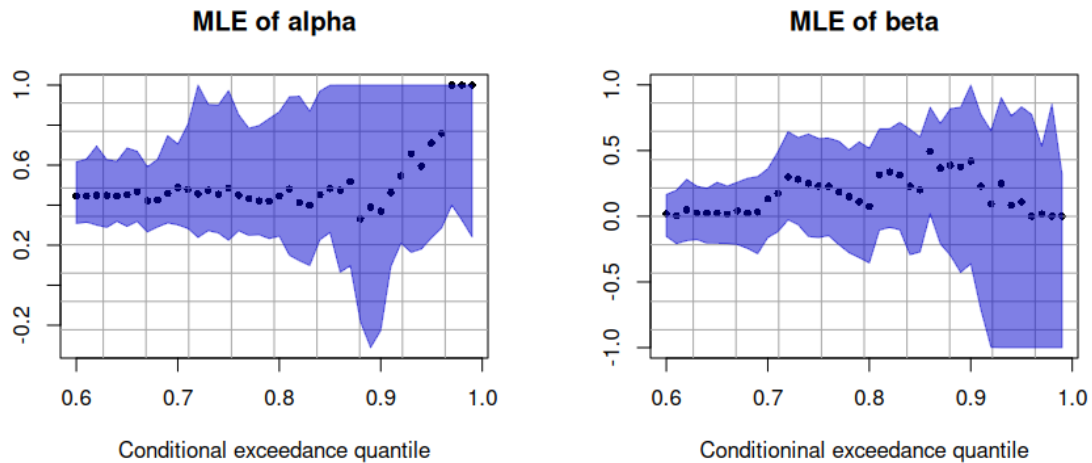 MLE of alpha
1.0
0.6
0.2
-0.2
0.6 0.7 0.8 0.9 1.0
Conditional exceedance quantile
MLE of beta
1.0
0.5
0.0
-0.5
-1.0
0.6 0.7 0.8 0.9 1.0
Conditioninal exceedance quantile